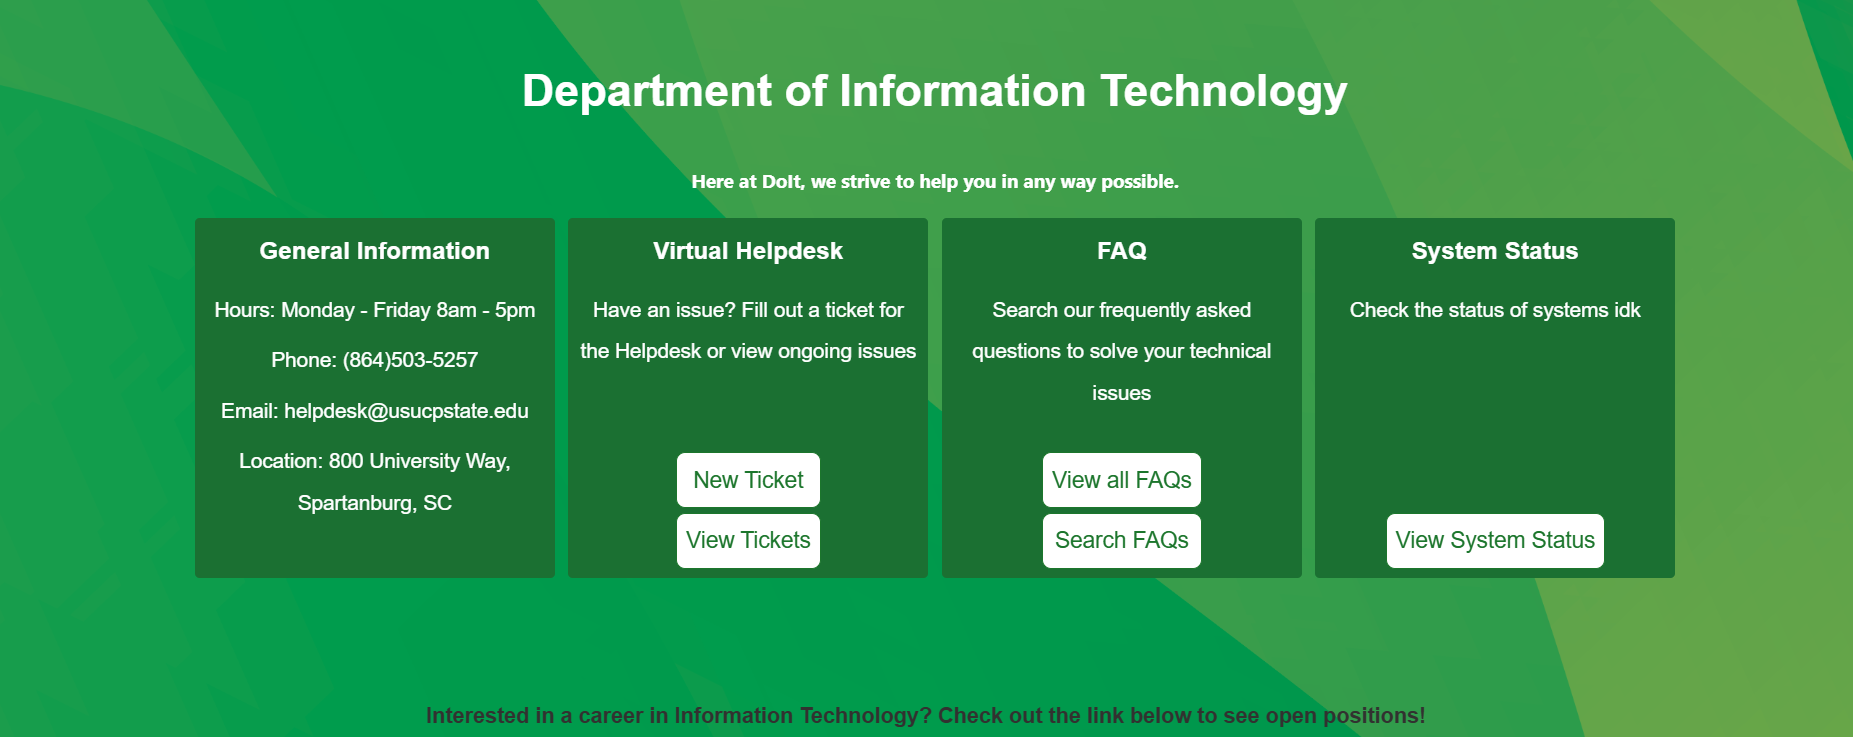 Department of Information Technology
Here at DoIt, we strive to help you in any way possible.
General Information
Hours: Monday - Friday 8am - 5pm
Phone: (864)503-5257
Email: helpdesk@usucpstate.edu
Location: 800 University Way,
Spartanburg, SC
Virtual Helpdesk
Have an issue? Fill out a ticket for
the Helpdesk or view ongoing issues
New Ticket
View Tickets
FAQ
Search our frequently asked
questions to solve your technical
issues
View all FAQs
Search FAQs
System Status
Check the status of systems idk
View System Status
Interested in a career in Information Technology? Check out the link below to see open positions!